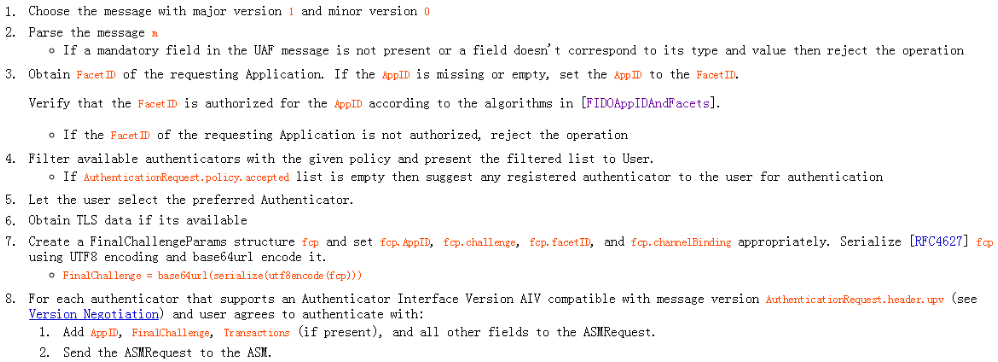 1. Choose the message with major version 1 and minor version 0
2. Parse the message m
○ If a mandatory field in the UAF message is not present or a field doesn't correspond to its type and value then reject the operation
3. Obtain FacetID of the requesting Application. If the AppID is missing or empty, set the AppID to the FacetID.
Verify that the FacetID is authorized for the AppID according to the algorithms in [FIDOAppIDAndFacets].
○ If the FacetID of the requesting Application is not authorized, reject the operation
4. Filter available authenticators with the given policy and present the filtered list to User.
○ If AuthenticationRequest.policy.accepted list is empty then suggest any registered authenticator to the user for authentication
5. Let the user select the preferred Authenticator.
6. Obtain TLS data if its available
7. Create a FinalChallengeParams structure fcp and set fcp.AppID, fcp.challenge, fcp.facetID, and fcp.channelBinding appropriately. Serialize [RFC4627] fcp
using UTF8 encoding and base64url encode it.
○ FinalChallenge = base64url(serialize(utf8encode(fcp)))
8. For each authenticator that supports an Authenticator Interface Version AIV compatible with message version AuthenticationRequest.header.upv (see
Version Negotiation) and user agrees to authenticate with:
1. Add AppID, FinalChallenge, Transactions (if present), and all other fields to the ASMRequest.
2. Send the ASMRequest to the ASM.